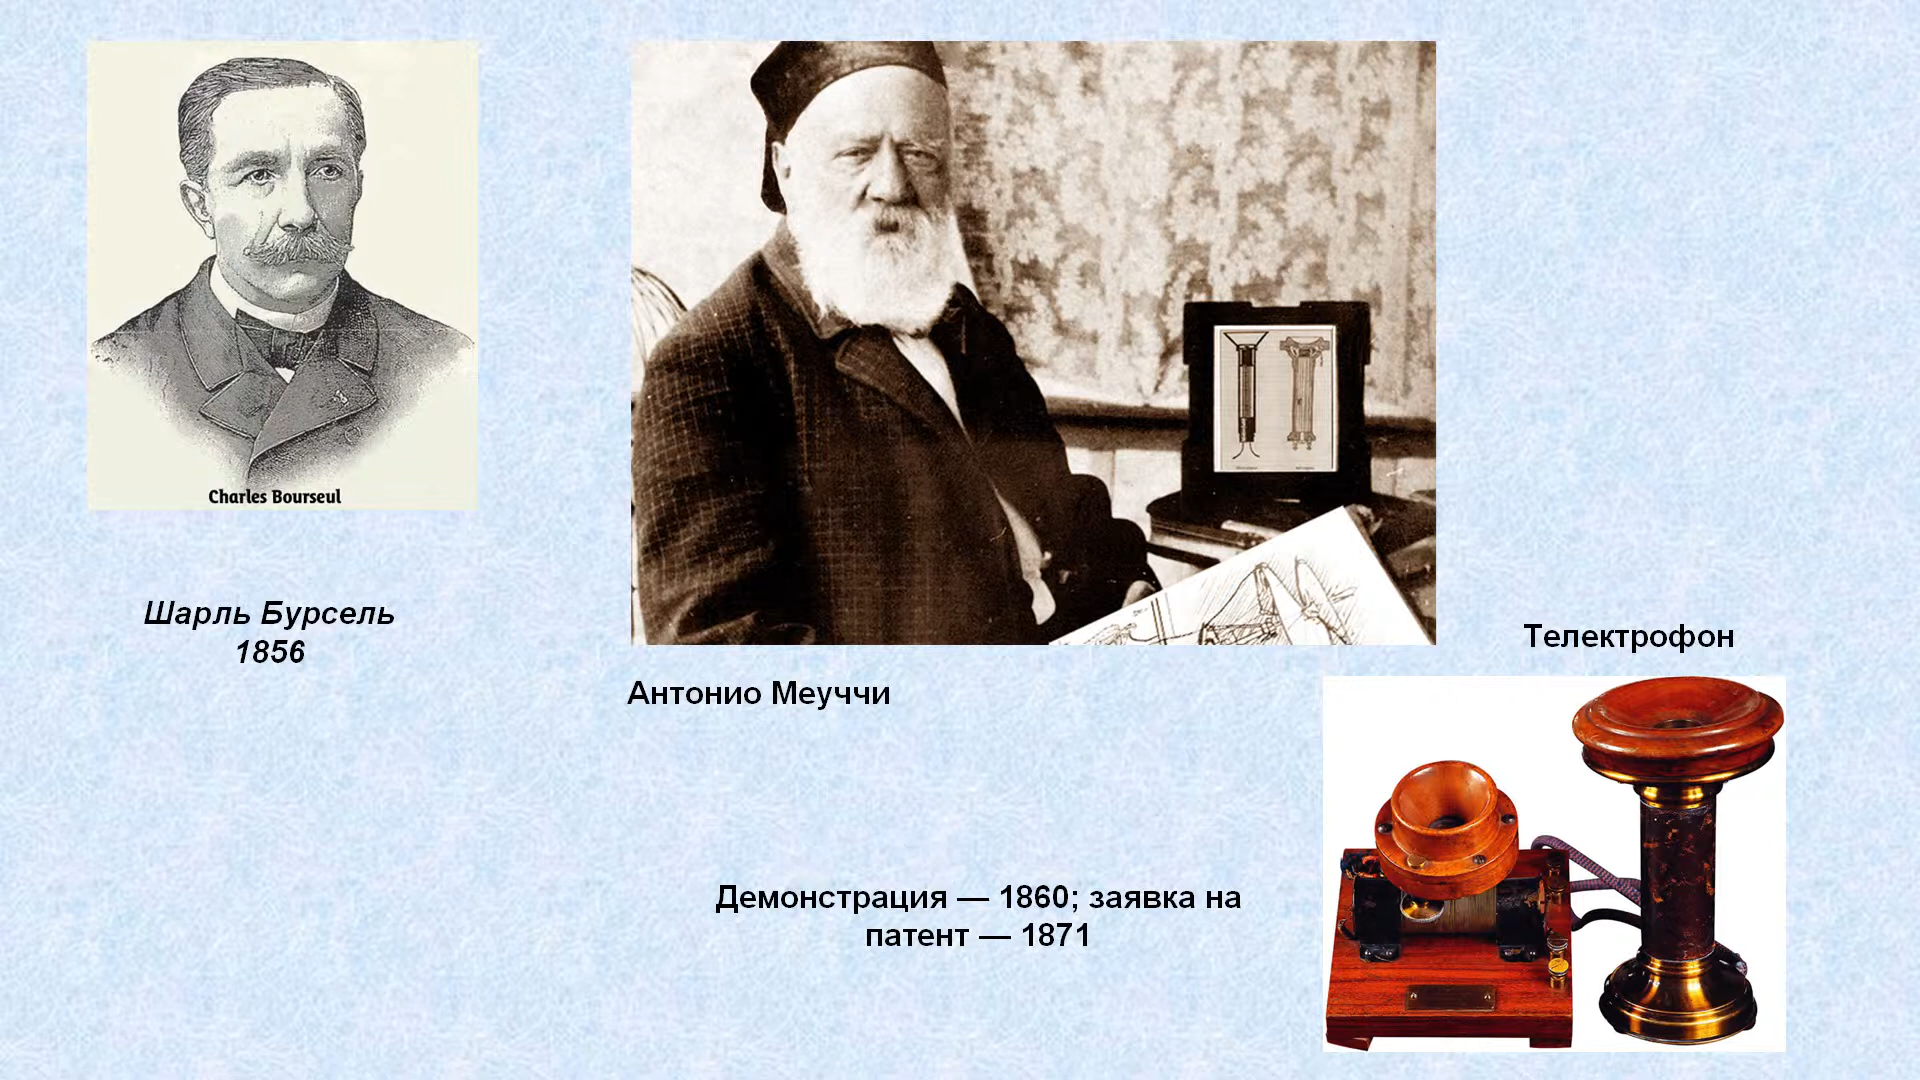 Charles Bourseul
Шарль Бурсель
1856
Антонио Меуччи
Телектрофон
Демонстрация — 1860; заявка на
патент — 1871